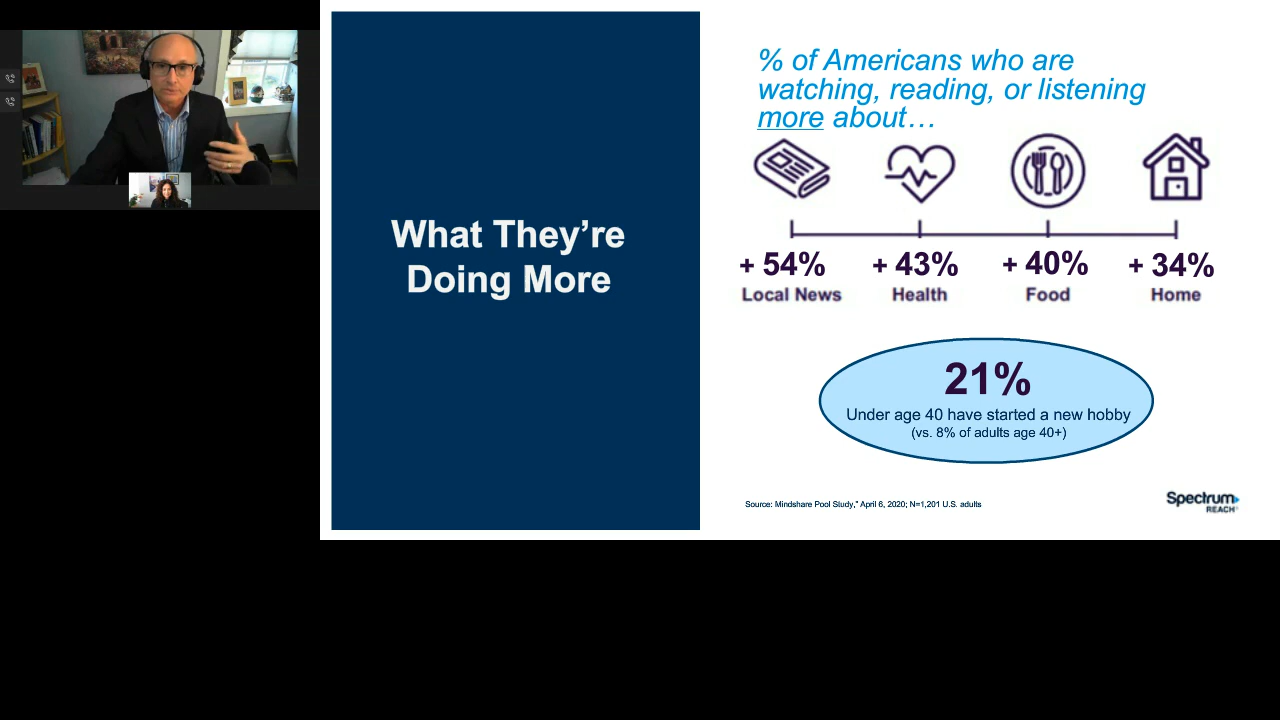 What They're
Doing More
% of Americans who are
watching, reading, or listening
more about…
+ 54%
Local News
+ 43%
Health
+ 40%
Food
+ 34%
Home
21%
Under age 40 have started a new hobby
(vs. 8% of adults age 40+)
Source: Mindshare Pool Study," April 6, 2020; N=1,201 U.S. adults
Spectrum
REACH